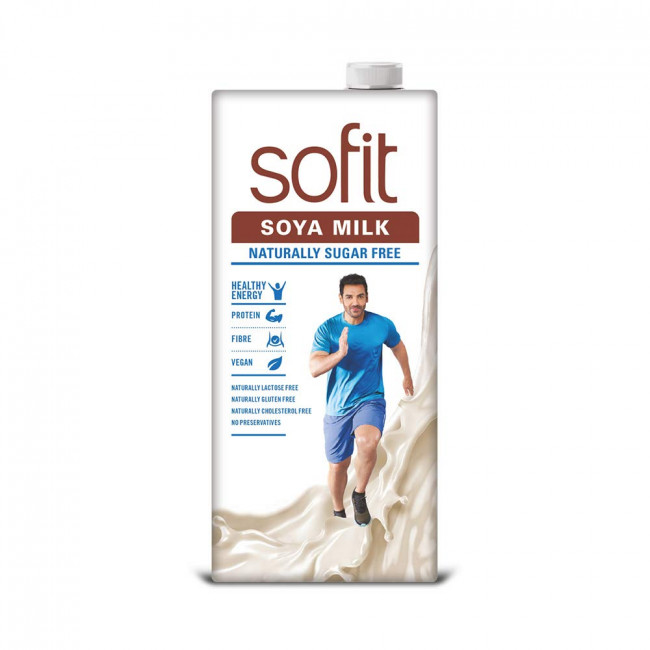 sofit
SOYA MILK
NATURALLY SUGAR FREE
HEALTHY
ENERGY
PROTEIN
FIBRE
VEGAN
NATURALLY LACTOSE FREE
NATURALLY GLUTEN FREE
NATURALLY CHOLESTEROL FREE
NO PRESERVATIVES